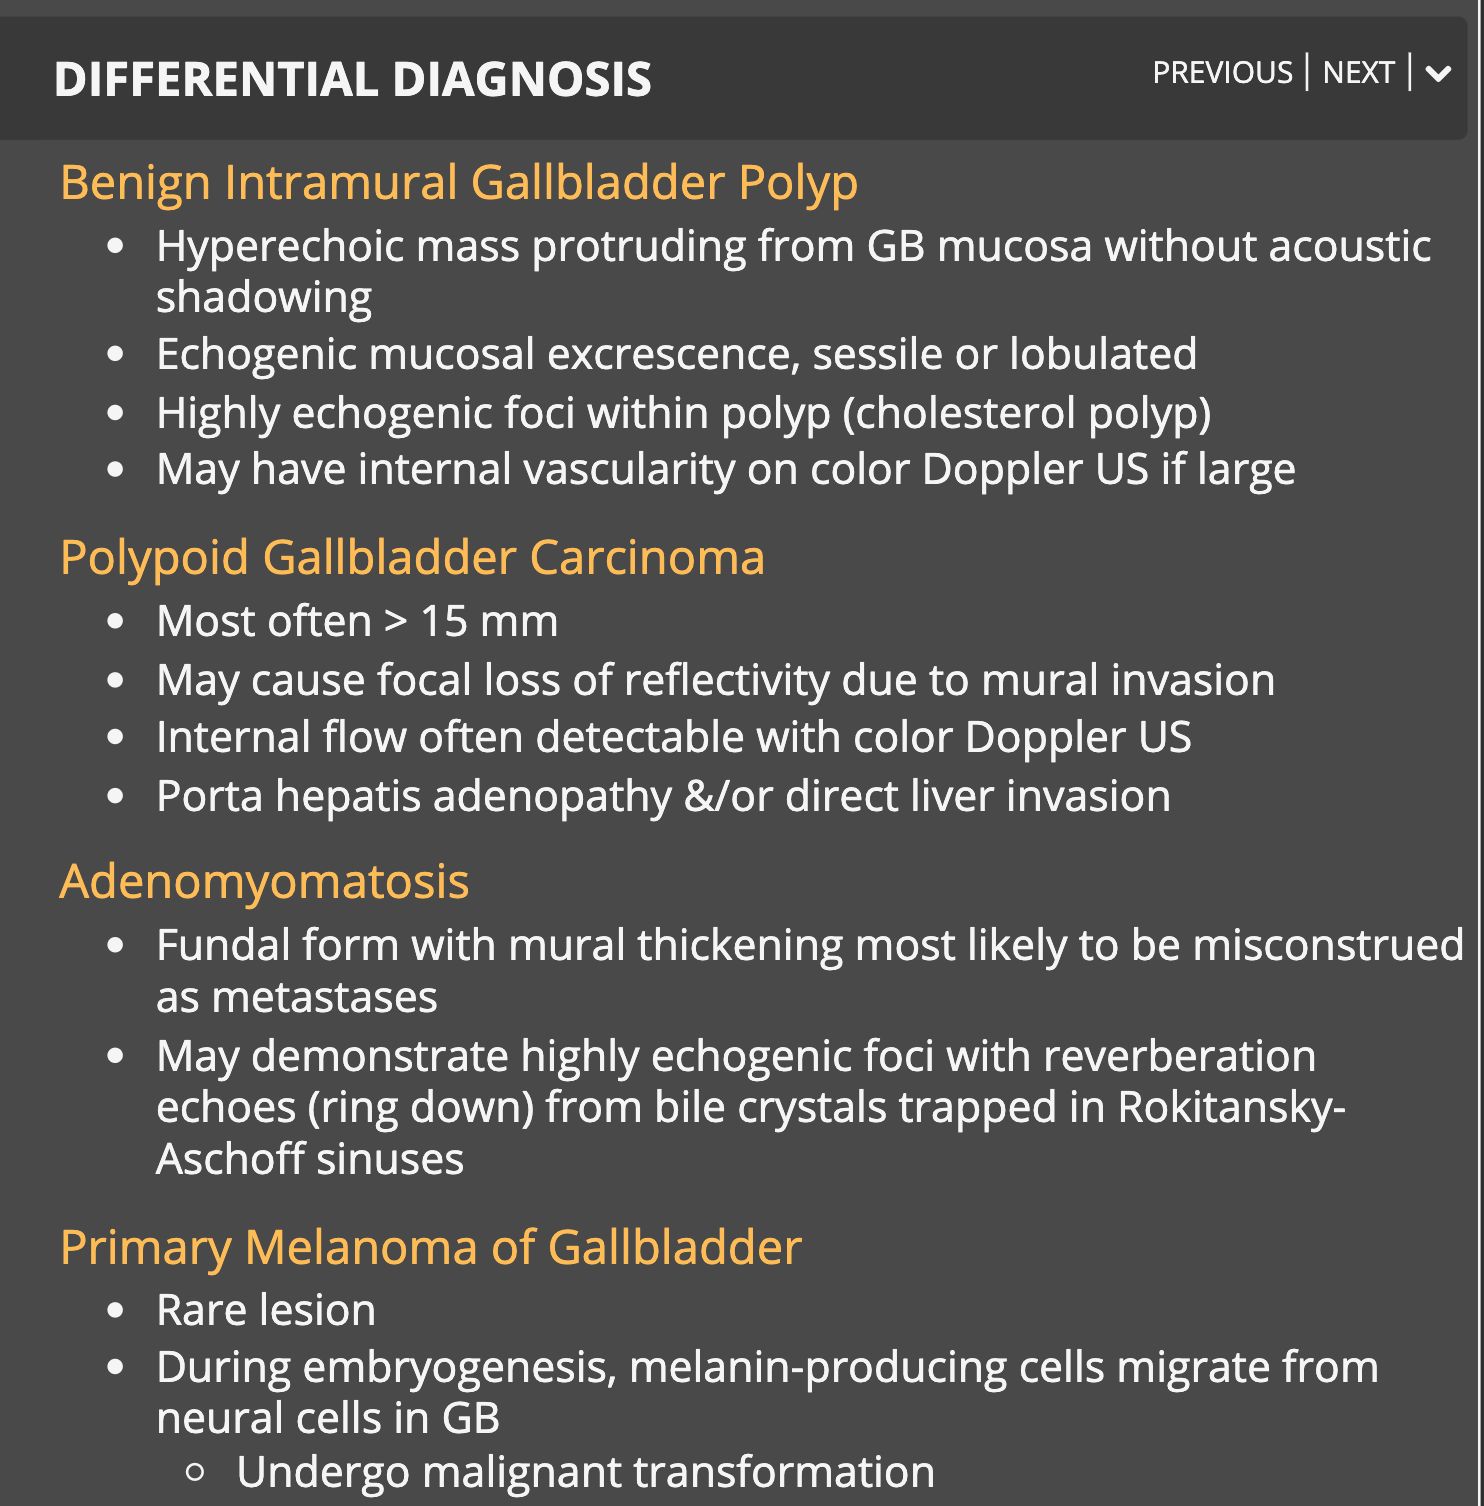 DIFFERENTIAL DIAGNOSIS
PREVIOUS | NEXT |
Benign Intramural Gallbladder Polyp
• Hyperechoic mass protruding from GB mucosa without acoustic
shadowing
• Echogenic mucosal excrescence, sessile or lobulated
• Highly echogenic foci within polyp (cholesterol polyp)
• May have internal vascularity on color Doppler US if large
Polypoid Gallbladder Carcinoma
• Most often > 15 mm
• May cause focal loss of reflectivity due to mural invasion
• Internal flow often detectable with color Doppler US
• Porta hepatis adenopathy &/or direct liver invasion
Adenomyomatosis
• Fundal form with mural thickening most likely to be misconstrued
as metastases
• May demonstrate highly echogenic foci with reverberation
echoes (ring down) from bile crystals trapped in Rokitansky-
Aschoff sinuses
Primary Melanoma of Gallbladder
• Rare lesion
• During embryogenesis, melanin-producing cells migrate from
neural cells in GB
○ Undergo malignant transformation